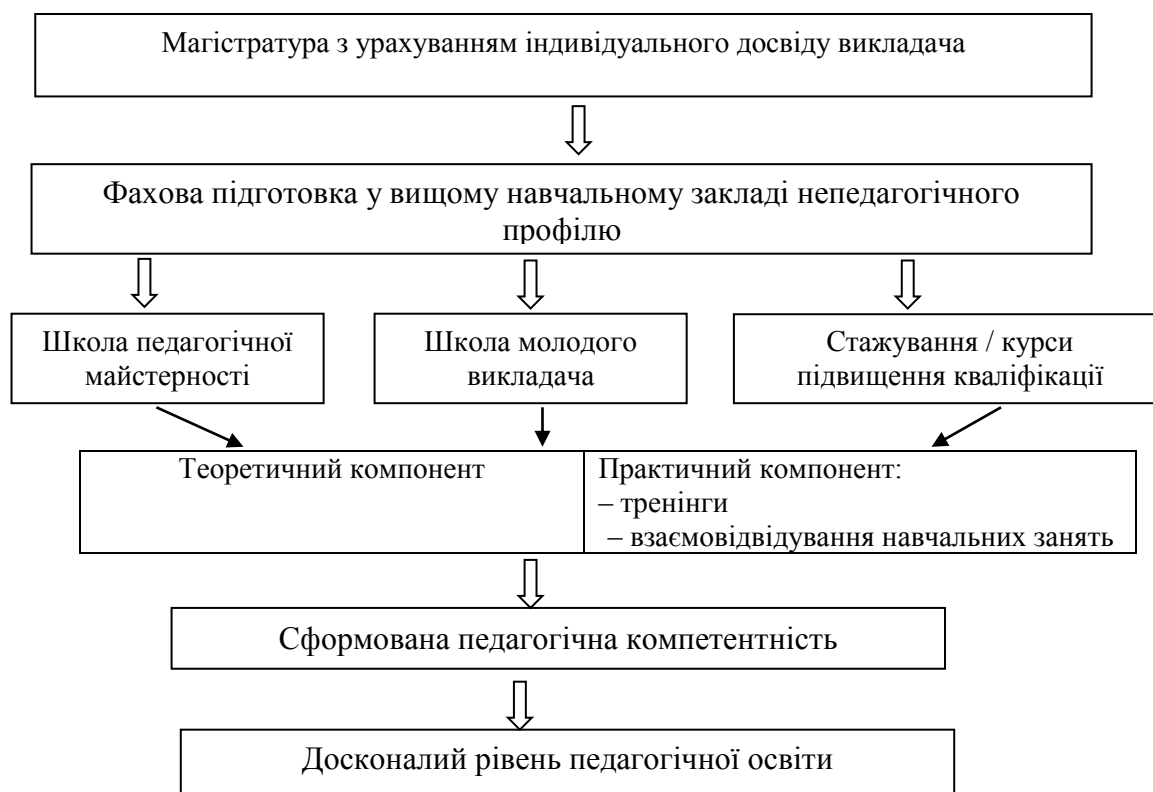 Магістратура з урахуванням індивідуального досвіду викладача
Фахова підготовка у вищому навчальному закладі непедагогічного
профілю
Школа педагогічної
майстерності
Школа молодого
викладача
Стажування / курси
підвищення кваліфікації
Теоретичний компонент
Практичний компонент:
– тренінги
– взаємовідвідування навчальних занять
Сформована педагогічна компетентність
Досконалий рівень педагогічної освіти